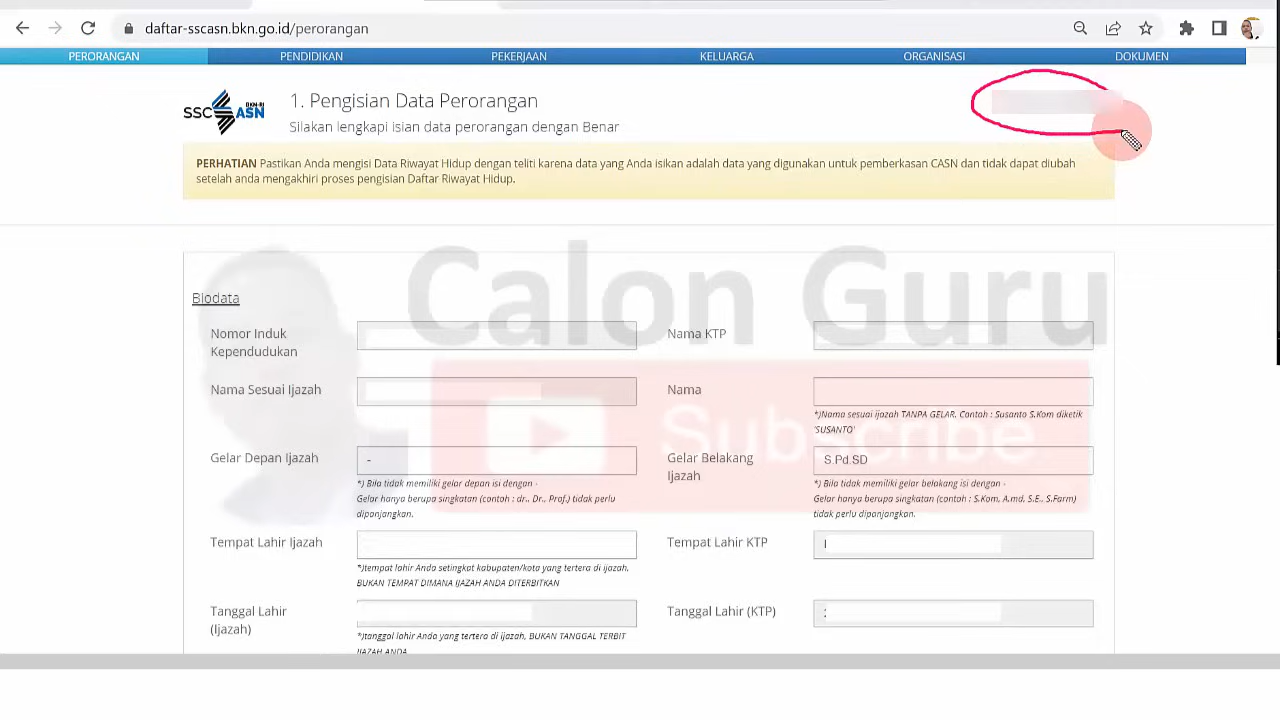 daftar-sscasn.bkn.go.id/perorangan
PERORANGAN PENDIDIKAN PEKERJAAN KELUARGA ORGANISASI DOKUMEN
SSCASN BKN-RI
1. Pengisian Data Perorangan
Silakan lengkapi isian data perorangan dengan Benar
PERHATIAN Pastikan Anda mengisi Data Riwayat Hidup dengan teliti karena data yang Anda isikan adalah data yang digunakan untuk pemberkasan CASN dan tidak dapat diubah
setelah anda mengakhiri proses pengisian Daftar Riwayat Hidup.
Calon Guru
Subscribe
Biodata
Nomor Induk
Kependudukan
Nama KTP
Nama Sesuai Ijazah
Nama
*)Nama sesuai ijazah TANPA GELAR. Contoh : Susanto S.Kom diketik
'SUSANTO'
Gelar Depan Ijazah -
*) Bila tidak memiliki gelar depan isi dengan -
Gelar hanya berupa singkatan (contoh : dr., Dr., Prof.) tidak perlu
dipanjangkan.
Gelar Belakang
Ijazah
S.Pd.SD
*) Bila tidak memiliki gelar belakang isi dengan -
Gelar hanya berupa singkatan (contoh : S.Kom, A.md, S.E., S.Farm)
tidak perlu dipanjangkan.
Tempat Lahir Ijazah
*)tempat lahir Anda setingkat kabupaten/kota yang tertera di ijazah,
BUKAN TEMPAT DIMANA IJAZAH ANDA DITERBITKAN
Tempat Lahir KTP
Tanggal Lahir
(Ijazah)
*)tanggal lahir Anda yang tertera di ijazah, BUKAN TANGGAL TERBIT
IJAZAH ANDA
Tanggal Lahir (KTP)